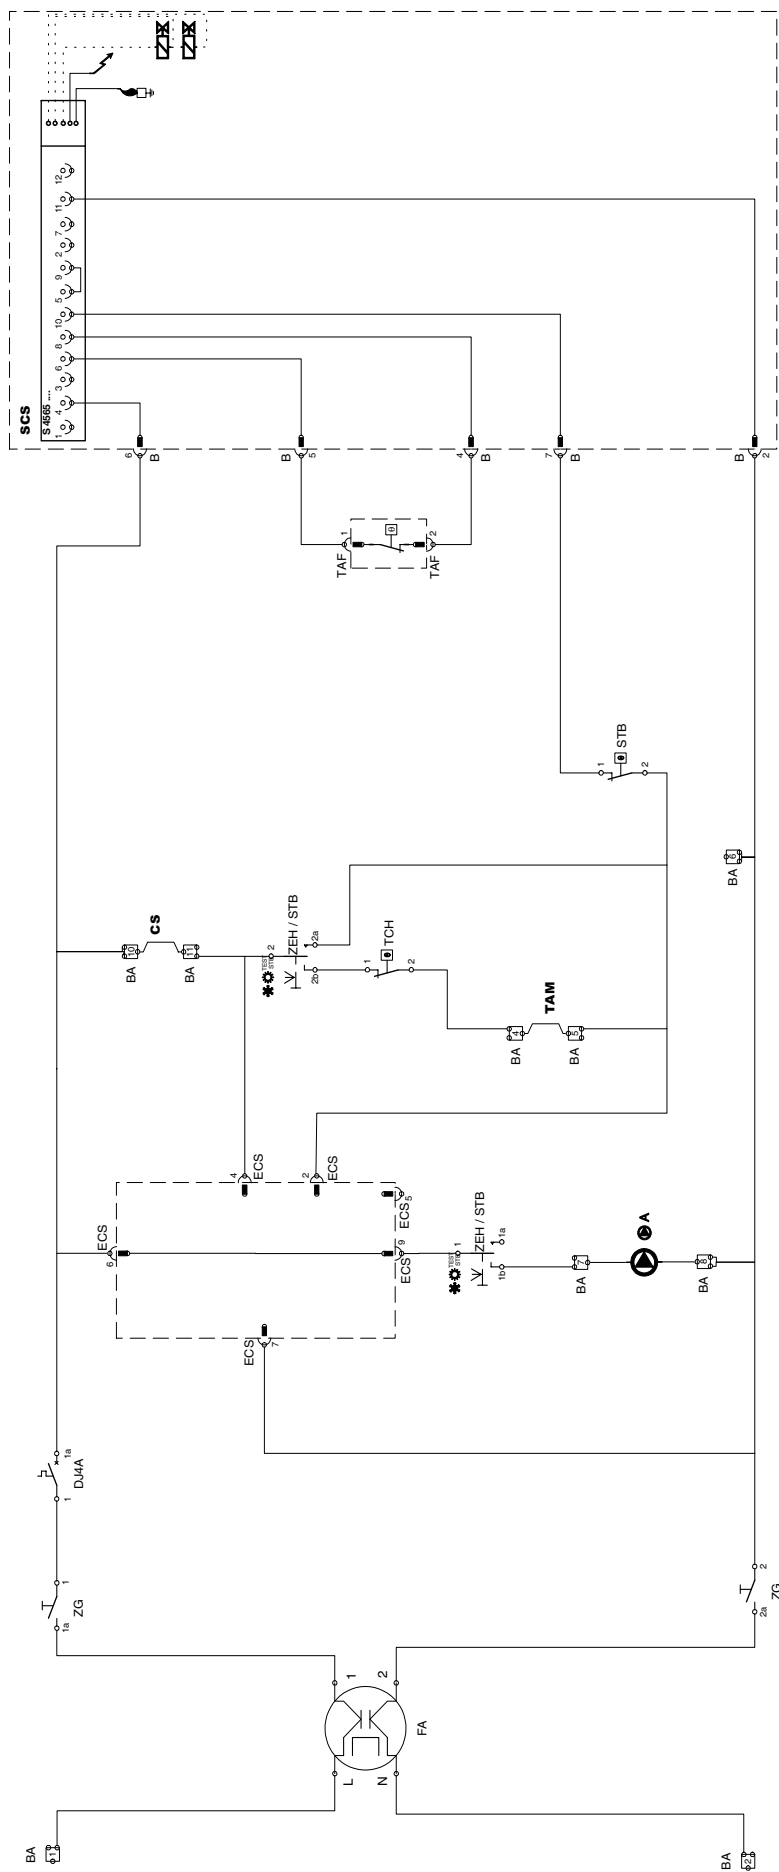 SCS
S 4565 ....
1
4
3
6
8
10
5
9
2
7
11
12
6
B
B
5
4
B
7
B
B
2
TAF
1
θ
TAF
2
1
θ
STB
2
BA
6
BA
10
CS
BA
11
TEST
STB
2
ZEH / STB
2b
2a
1
θ
TCH
2
BA
4
TAM
BA
5
4
ECS
2
ECS
ECS
6
ECS
5
ECS
9
ECS
7
TEST
STB
1
ZEH / STB
1b
1a
BA
7
A
BA
8
1a
DJ4A
1
1
ZG
1a
2
2a
ZG
1
2
FA
L
N
BA
1
BA
2